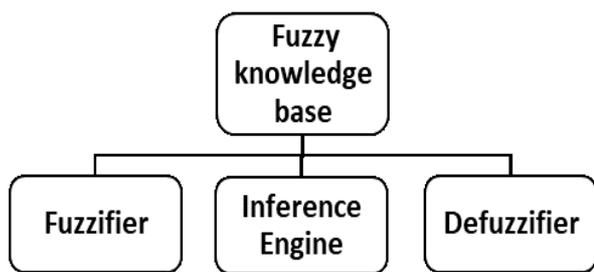 Fuzzy
knowledge
base
Fuzzifier
Inference
Engine
Defuzzifier